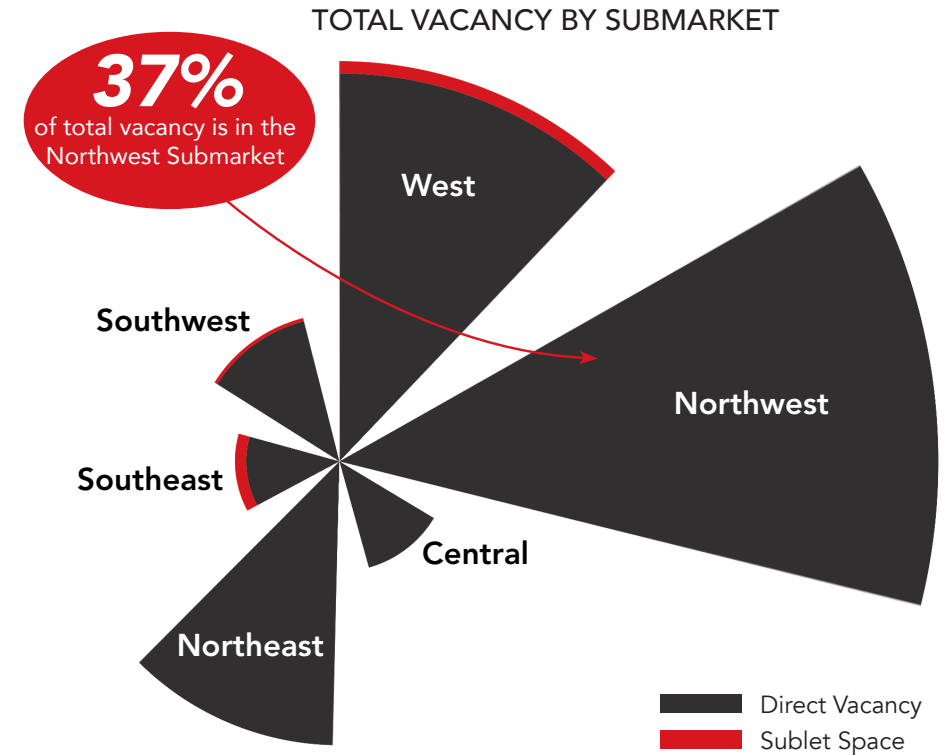 TOTAL VACANCY BY SUBMARKET
37%
of total vacancy is in the
Northwest Submarket
West
Southwest
Northwest
Southeast
Central
Northeast
Direct Vacancy
Sublet Space